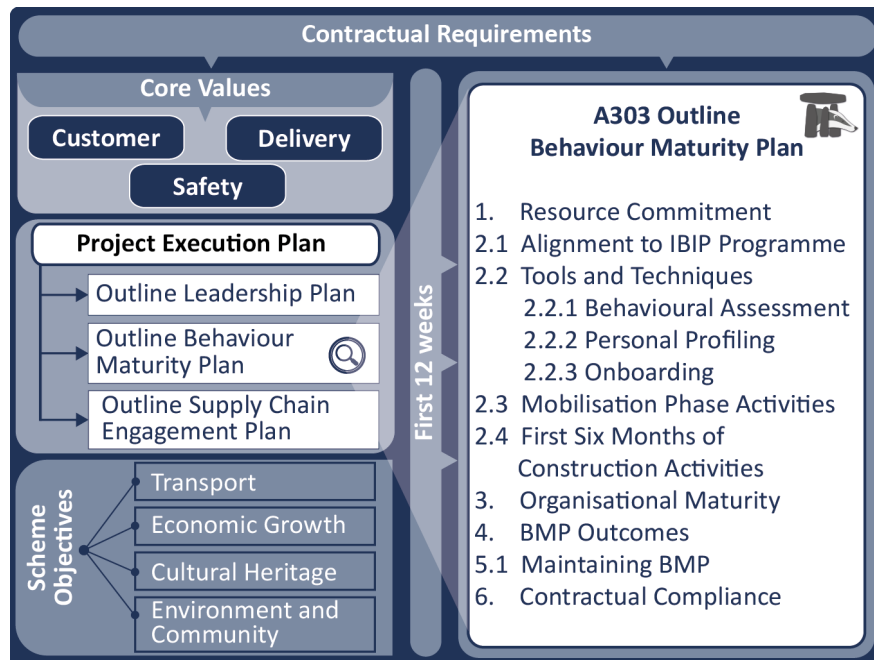 Contractual Requirements
Core Values
Customer
Delivery
Safety
Project Execution Plan
Outline Leadership Plan
Outline Behaviour
Maturity Plan
Outline Supply Chain
Engagement Plan
Scheme
Objectives
Transport
Economic Growth
Cultural Heritage
Environment and
Community
First 12 weeks
A303 Outline
Behaviour Maturity Plan
1. Resource Commitment
2.1 Alignment to IBIP Programme
2.2 Tools and Techniques
2.2.1 Behavioural Assessment
2.2.2 Personal Profiling
2.2.3 Onboarding
2.3 Mobilisation Phase Activities
2.4 First Six Months of
Construction Activities
3. Organisational Maturity
4. BMP Outcomes
5.1 Maintaining BMP
6. Contractual Compliance